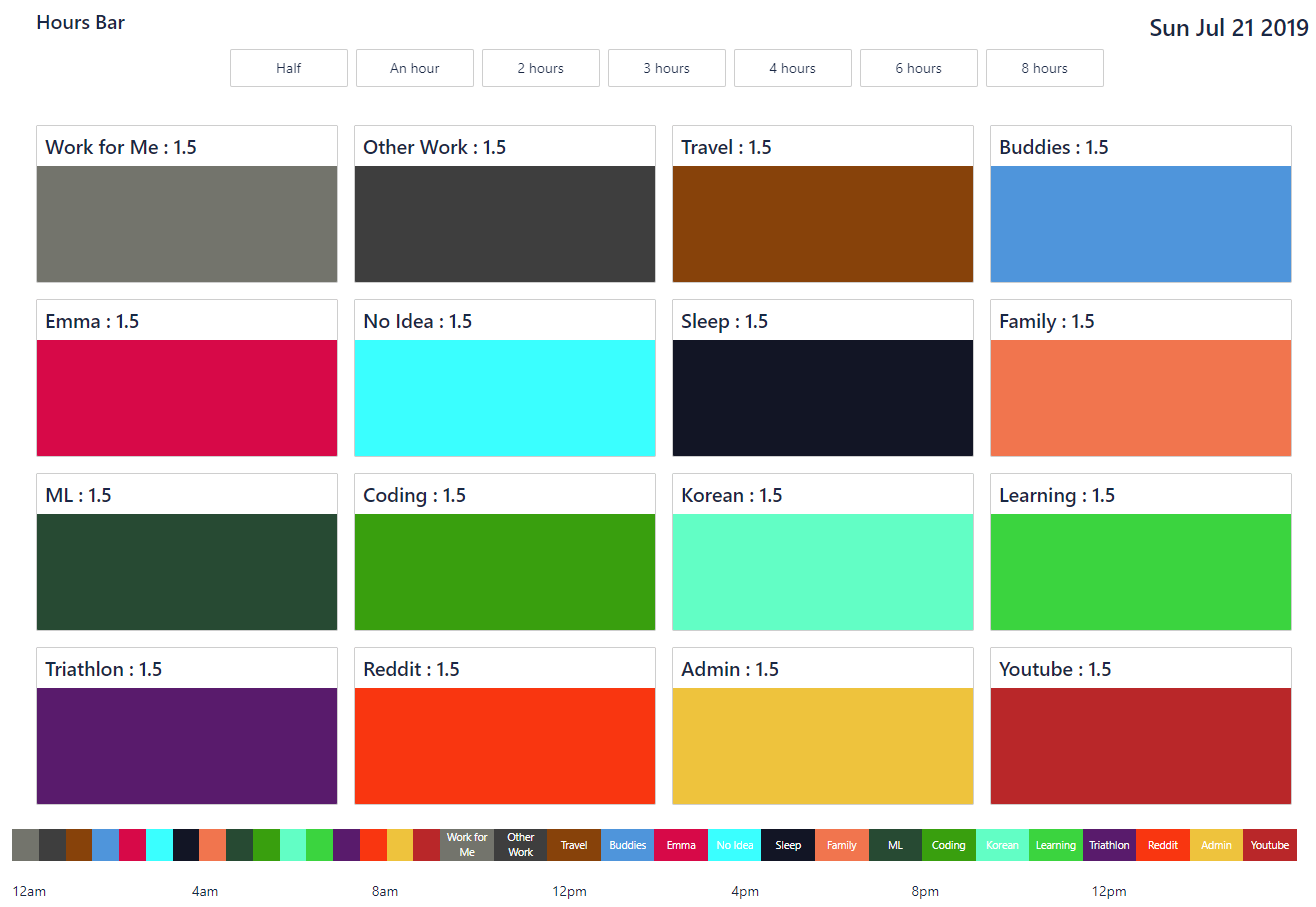 Hours Bar
Sun Jul 21 2019
Half An hour 2 hours 3 hours 4 hours 6 hours 8 hours
Work for Me : 1.5 Other Work : 1.5 Travel : 1.5 Buddies : 1.5
Emma : 1.5 No Idea : 1.5 Sleep : 1.5 Family : 1.5
ML : 1.5 Coding : 1.5 Korean : 1.5 Learning : 1.5
Triathlon : 1.5 Reddit : 1.5 Admin : 1.5 Youtube : 1.5
Work for Me Other Work Travel Buddies Emma No Idea Sleep Family ML Coding Korean Learning Triathlon Reddit Admin Youtube
12am 4am 8am 12pm 4pm 8pm 12pm